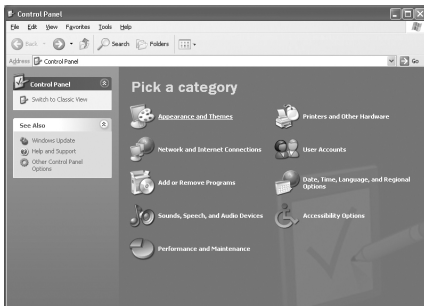 Control Panel
File Edit View Favorites Tools Help
Back Search Folders
Address Control Panel Go
Control Panel
Switch to Classic View
See Also
Windows Update
Help and Support
Other Control Panel
Options
Pick a category
Appearance and Themes
Printers and Other Hardware
Network and Internet Connections
User Accounts
Add or Remove Programs
Date, Time, Language, and Regional
Options
Sounds, Speech, and Audio Devices
Accessibility Options
Performance and Maintenance